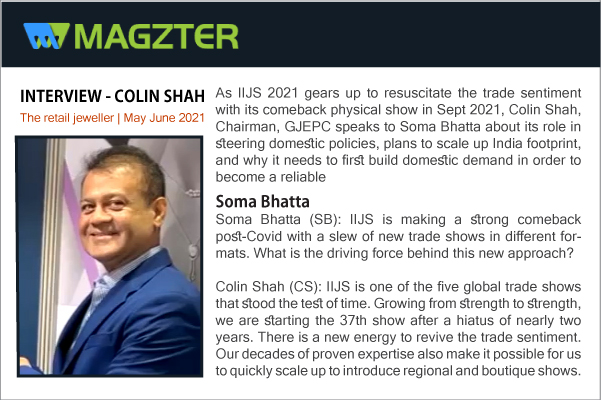 MAGZTER
INTERVIEW - COLIN SHAH
The retail jeweller | May June 2021
As IIJS 2021 gears up to resuscitate the trade sentiment
with its comeback physical show in Sept 2021, Colin Shah,
Chairman, GJEPC speaks to Soma Bhatta about its role in
steering domestic policies, plans to scale up India footprint,
and why it needs to first build domestic demand in order to
become a reliable
Soma Bhatta
Soma Bhatta (SB): IIJS is making a strong comeback
post-Covid with a slew of new trade shows in different for-
mats. What is the driving force behind this new approach?
Colin Shah (CS): IIJS is one of the five global trade shows
that stood the test of time. Growing from strength to strength,
we are starting the 37th show after a hiatus of nearly two
years. There is a new energy to revive the trade sentiment.
Our decades of proven expertise also make it possible for us
to quickly scale up to introduce regional and boutique shows.